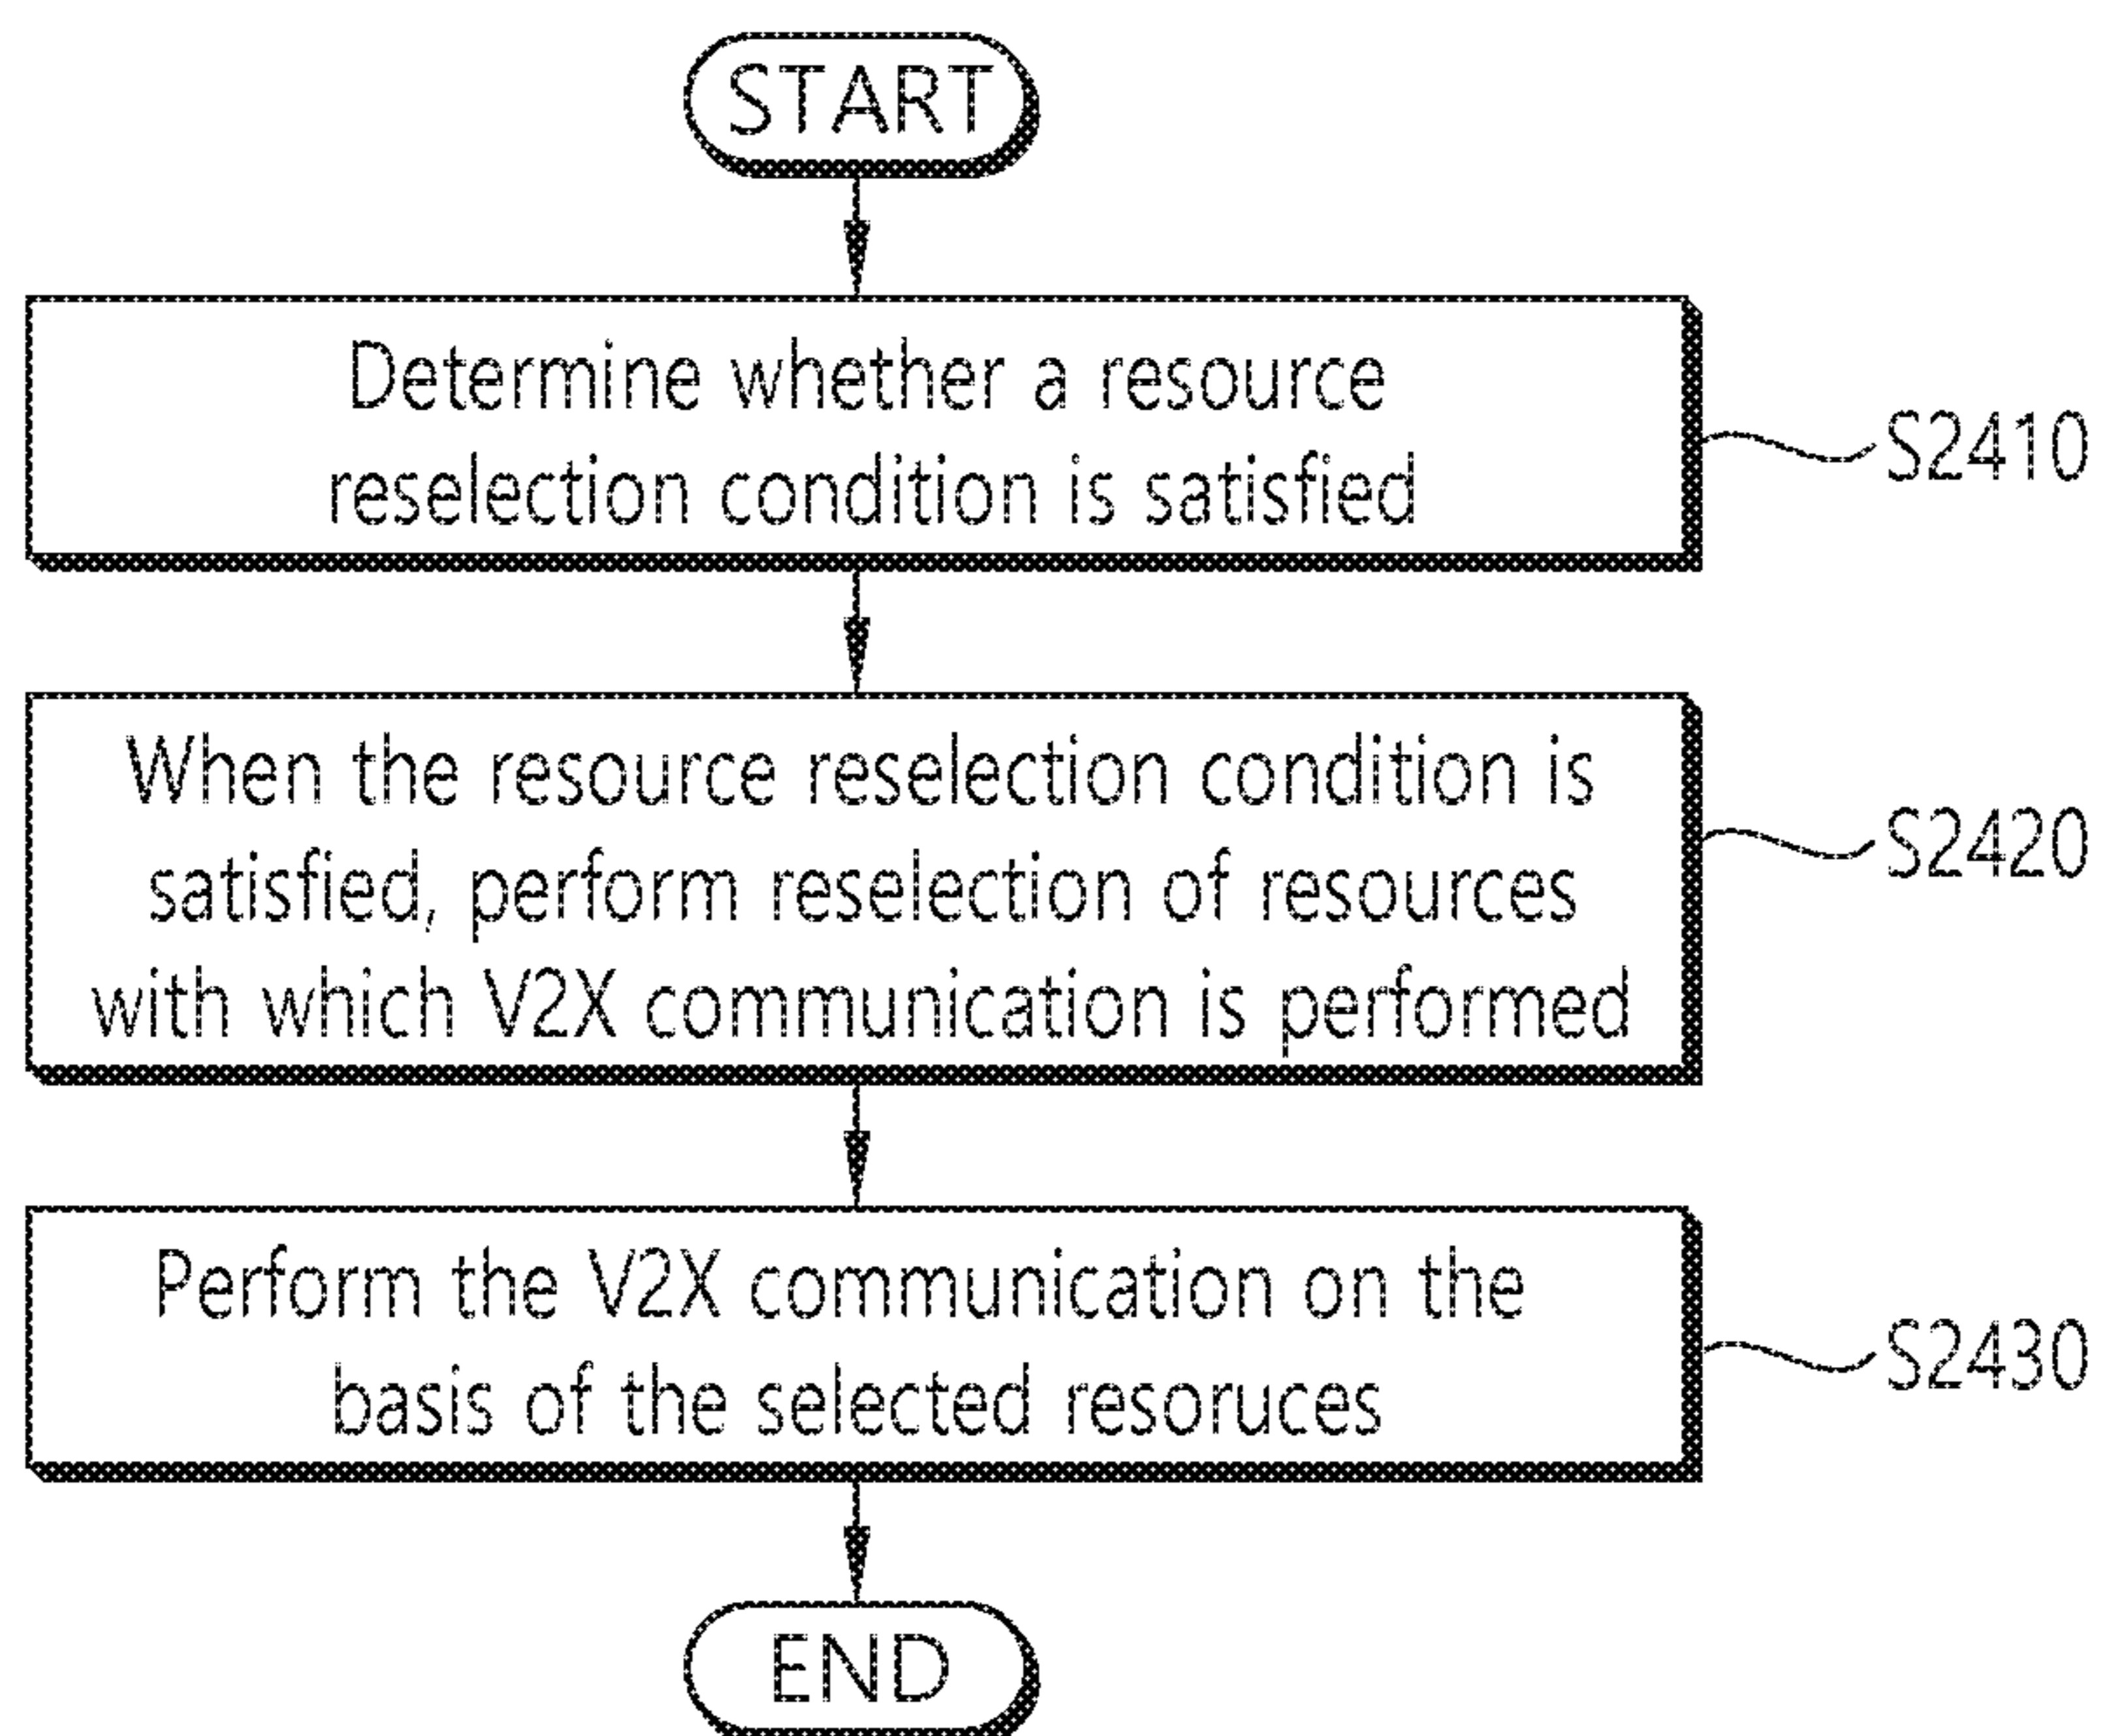 START
Determine whether a resource
reselection condition is satisfied
S2410
When the resource reselection condition is
satisfied, perform reselection of resources
with which V2X communication is performed
S2420
Perform the V2X communication on the
basis of the selected resoruces
S2430
END